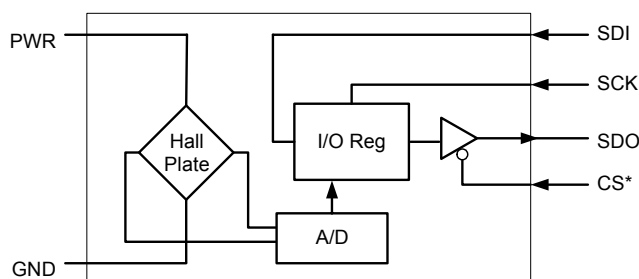 PWR
SDI
SCK
Hall
Plate
I/O Reg
SDO
CS*
A/D
GND